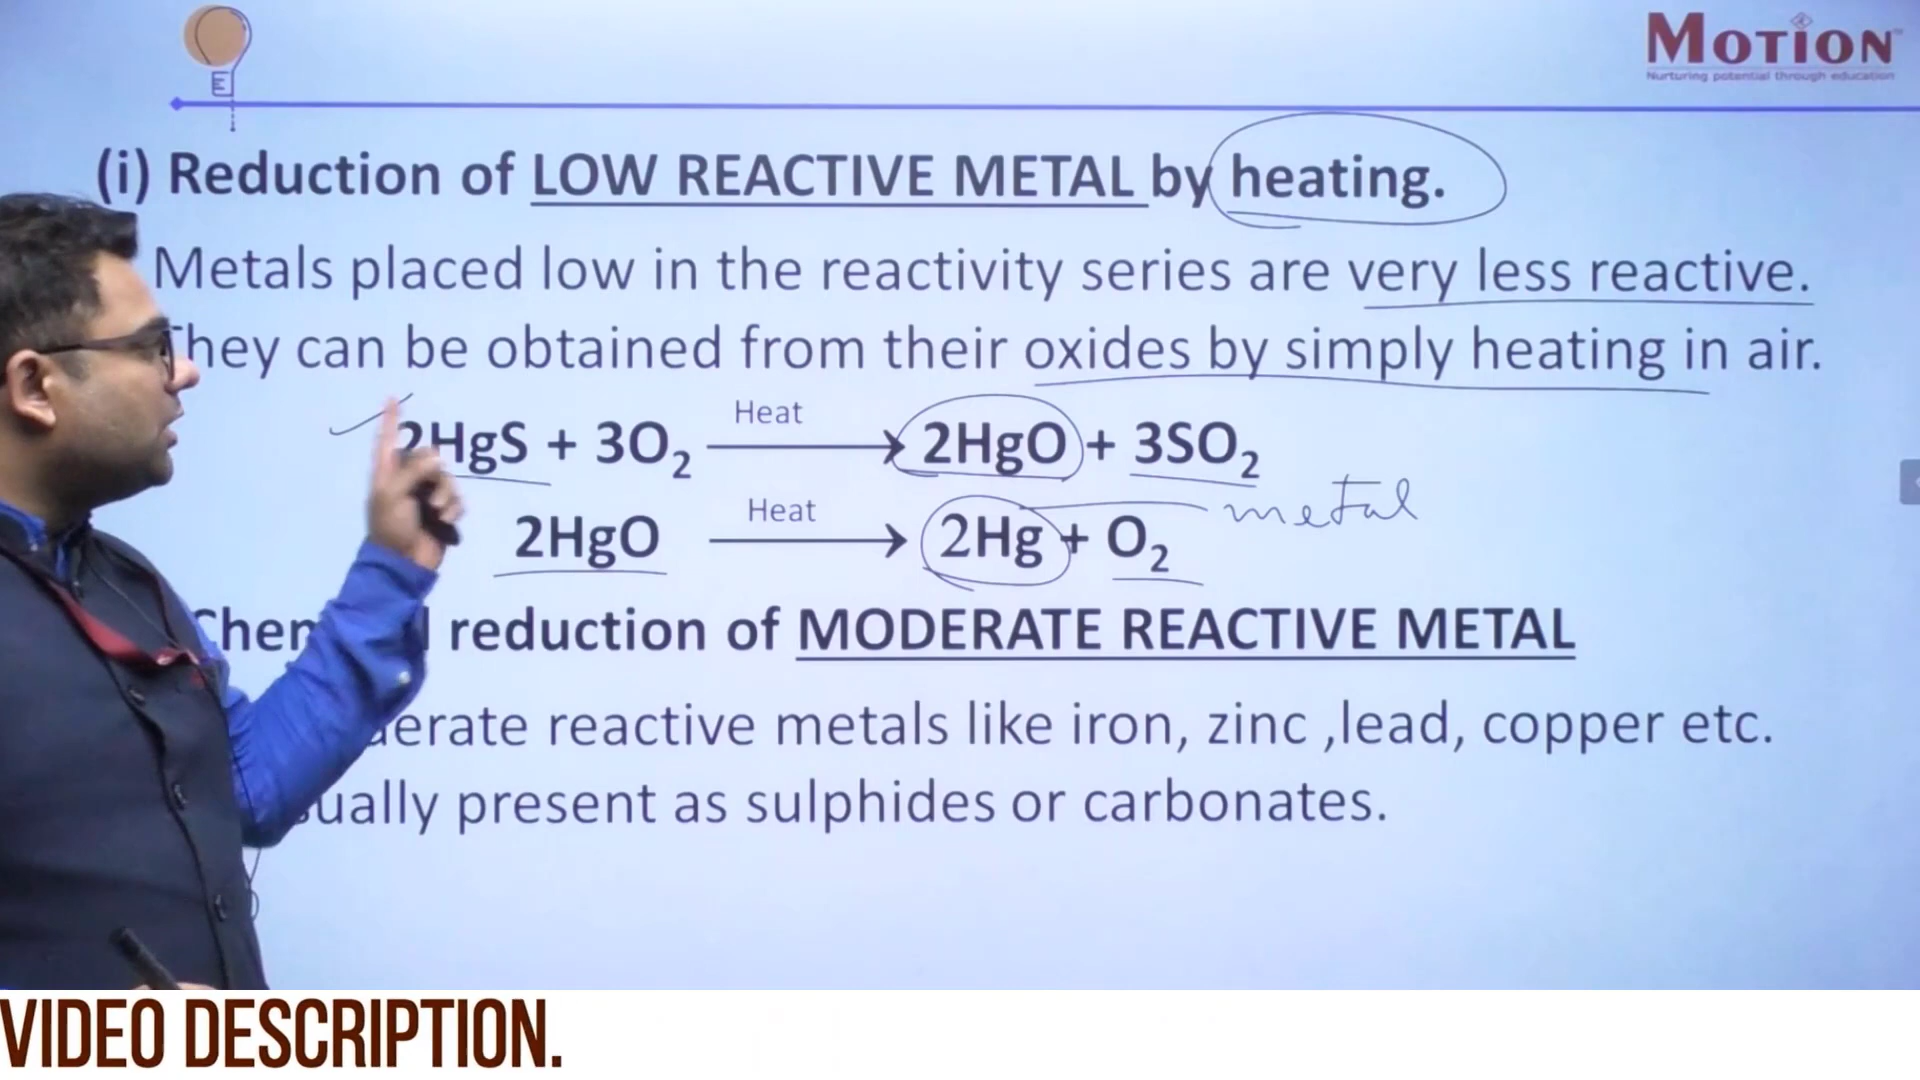 MOTION
Nurturing potential through education
(i) Reduction of LOW REACTIVE METAL by heating.
Metals placed low in the reactivity series are very less reactive.
They can be obtained from their oxides by simply heating in air.
Heat
2HgS + 3O₂ → 2HgO + 3SO₂
metal
Heat
2HgO → 2Hg + O₂
reduction of MODERATE REACTIVE METAL
reactive metals like iron, zinc ,lead, copper etc.
present as sulphides or carbonates.
VIDEO DESCRIPTION.